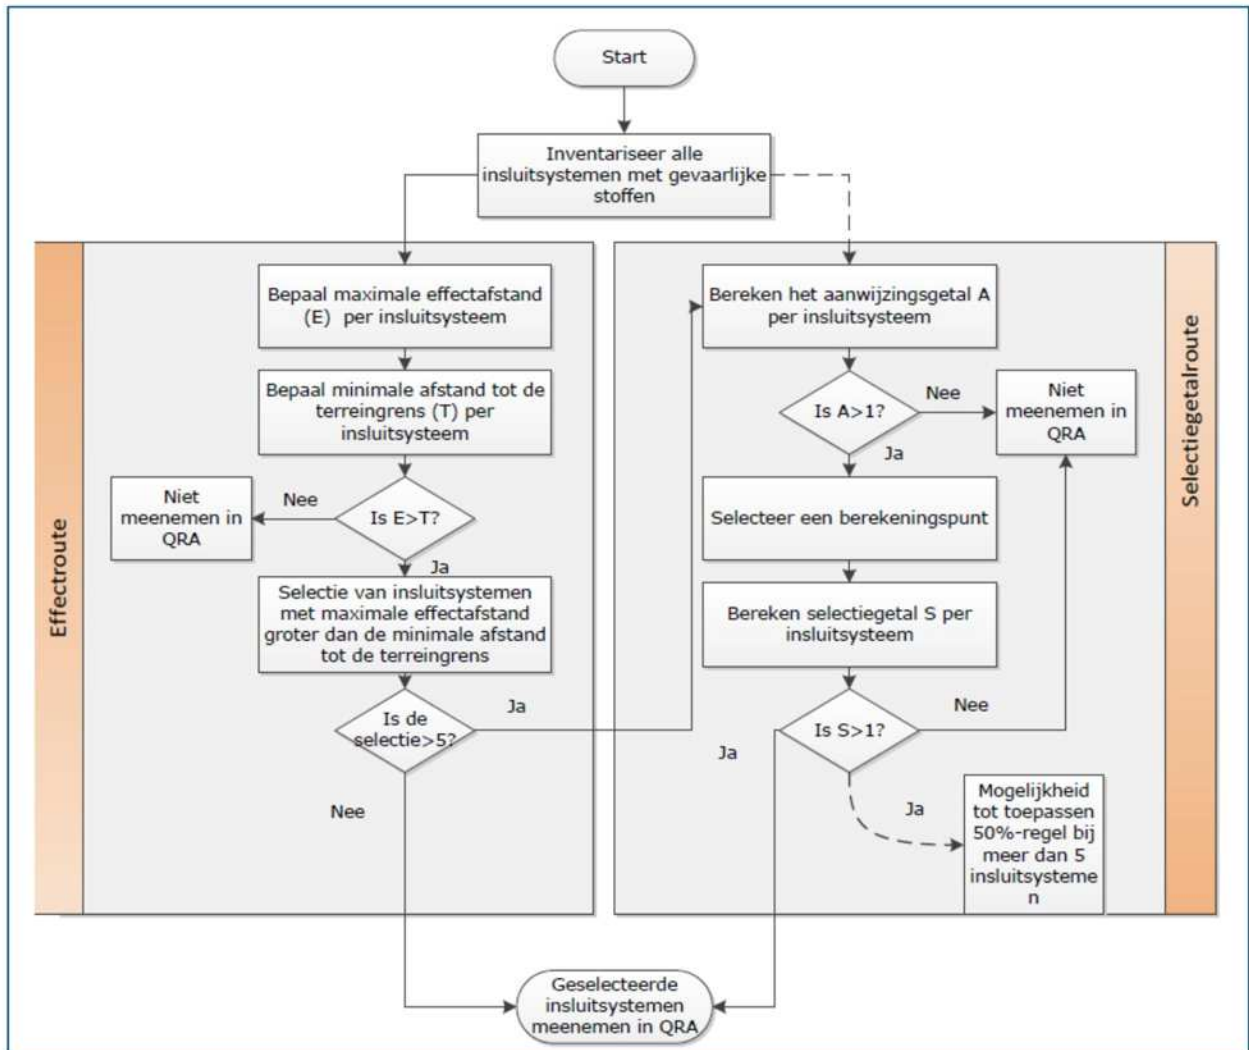 Start
Inventariseer alle
insluitsystemen met gevaarlijke
stoffen
Effectroute
Bepaal maximale effectafstand
(E) per insluitsysteem
Bepaal minimale afstand tot de
terreingrens (T) per
insluitsysteem
Is E>T?
Nee
Niet
meenemen in
QRA
Ja
Selectie van insluitsystemen
met maximale effectafstand
groter dan de minimale afstand
tot de terreingrens
Is de
selectie>5?
Ja
Nee
Selectiegetalroute
Bereken het aanwijzingsgetal A
per insluitsysteem
Is A>1?
Nee
Niet
meenemen in
QRA
Ja
Selecteer een berekeningspunt
Bereken selectiegetal S per
insluitsysteem
Is S>1?
Nee
Ja
Ja
Mogelijkheid
tot toepassen
50%-regel bij
meer dan 5
insluitsysteme
n
Geselecteerde
insluitsystemen
meenemen in QRA